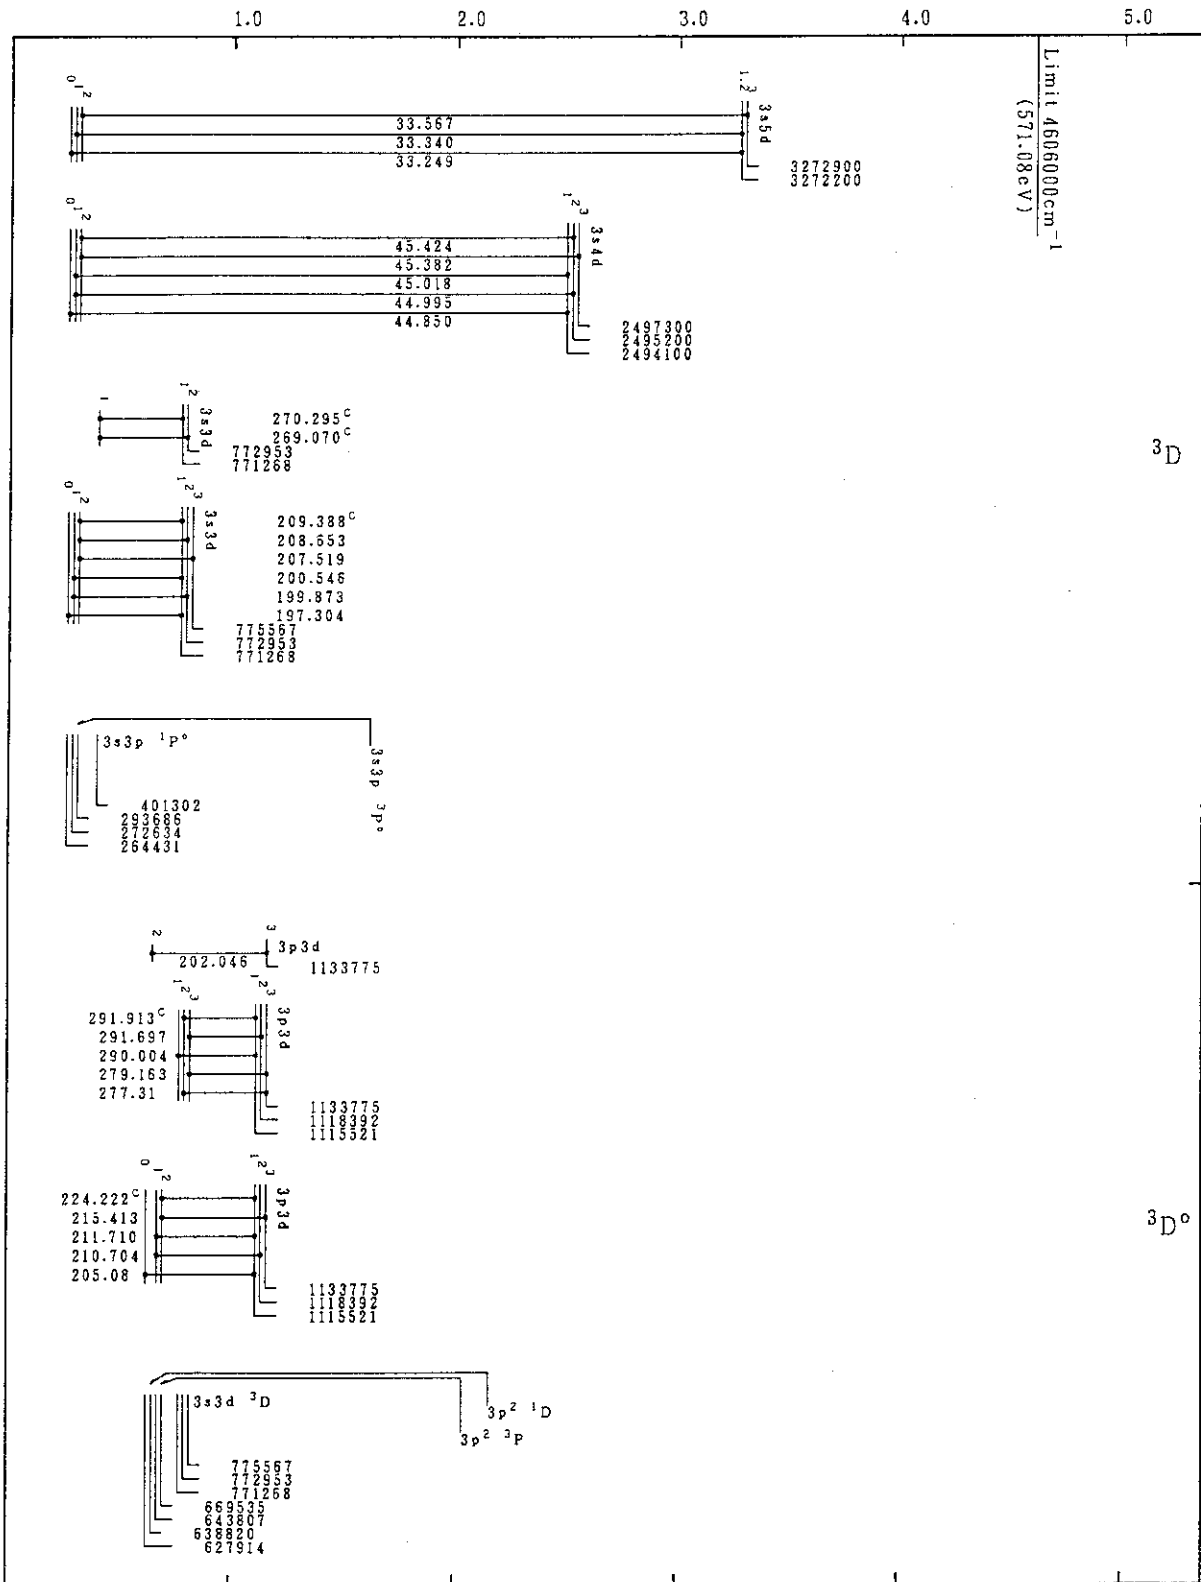 1.0 2.0 3.0 4.0 5.0
Limit 4606000cm⁻¹
(571.08eV)
0 1 2
1.2 3
3s5d
33.567
33.340
33.249
3272900
3272200
0 1 2
1 2 3
3s4d
45.424
45.382
45.018
44.995
44.850
2497300
2495200
2494100
1
1 2
3s3d
270.295ᶜ
269.070ᶜ
772953
771268
³D
0 1 2
1 2 3
3s3d
209.388ᶜ
208.653
207.519
200.546
199.873
197.304
775567
772953
771268
3s3p ¹P°
3s3p ³P°
401302
293686
272634
264431
2
3
3p3d
202.046
1133775
1 2 3
1 2 3
3p3d
291.913ᶜ
291.697
290.004
279.163
277.31
1133775
1118392
1115521
0 1 2
1 2 3
3p3d
224.222ᶜ
215.413
211.710
210.704
205.08
1133775
1118392
1115521
³D°
3s3d ³D
3p² ¹D
3p² ³P
775567
772953
771268
669535
643807
638820
627914